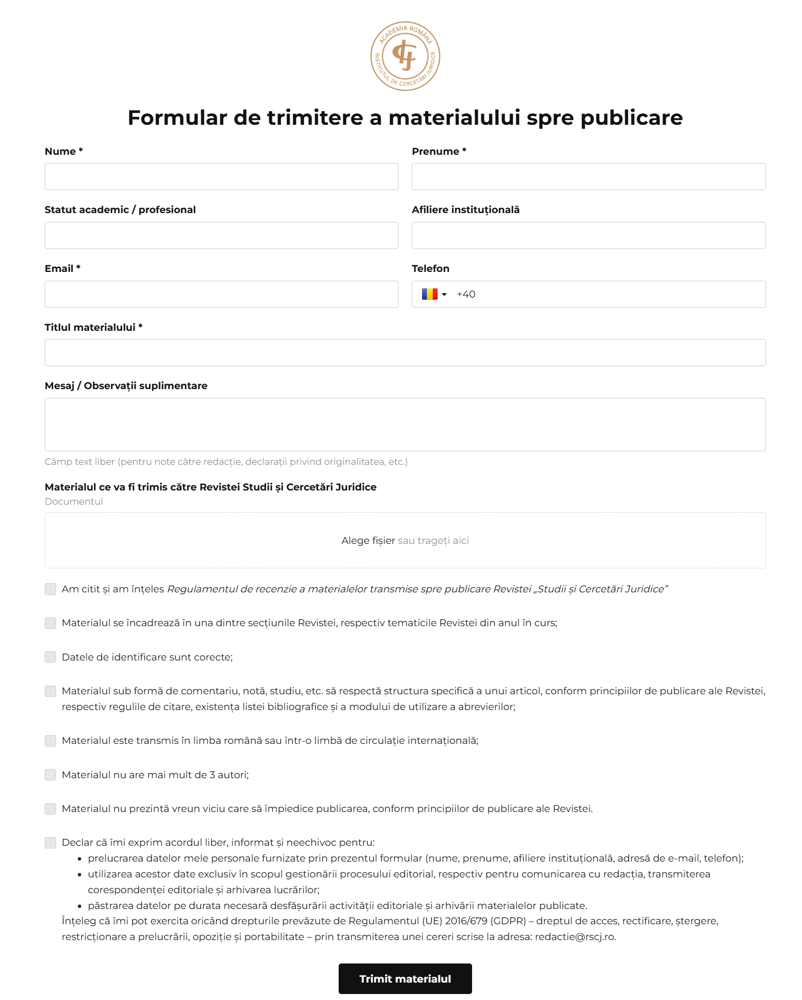 ACADEMIA ROMÂNĂ
INSTITUTUL DE CERCETĂRI JURIDICE
Formular de trimitere a materialului spre publicare
Nume *
Prenume *
Statut academic / profesional
Afiliere instituțională
Email *
Telefon
+40
Titlul materialului *
Mesaj / Observații suplimentare
Câmp text liber (pentru note către redacție, declarații privind originalitatea, etc.)
Materialul ce va fi trimis către Revistei Studii și Cercetări Juridice
Documentul
Alege fișier sau trageți aici
Am citit și am înțeles Regulamentul de recenzie a materialelor transmise spre publicare Revistei „Studii și Cercetări Juridice”
Materialul se încadrează în una dintre secțiunile Revistei, respectiv tematicile Revistei din anul în curs;
Datele de identificare sunt corecte;
Materialul sub formă de comentariu, notă, studiu, etc. să respectă structura specifică a unui articol, conform principiilor de publicare ale Revistei,
respectiv regulile de citare, existența listei bibliografice și a modului de utilizare a abrevierilor;
Materialul este transmis în limba română sau într-o limbă de circulație internațională;
Materialul nu are mai mult de 3 autori;
Materialul nu prezintă vreun viciu care să împiedice publicarea, conform principiilor de publicare ale Revistei.
Declar că îmi exprim acordul liber, informat și neechivoc pentru:
• prelucrarea datelor mele personale furnizate prin prezentul formular (nume, prenume, afiliere instituțională, adresă de e-mail, telefon);
• utilizarea acestor date exclusiv în scopul gestionării procesului editorial, respectiv pentru comunicarea cu redacția, transmiterea
corespondenței editoriale și arhivarea lucrărilor;
• păstrarea datelor pe durata necesară desfășurării activității editoriale și arhivării materialelor publicate.
Înțeleg că îmi pot exercita oricând drepturile prevăzute de Regulamentul (UE) 2016/679 (GDPR) – dreptul de acces, rectificare, ștergere,
restricționare a prelucrării, opoziție și portabilitate – prin transmiterea unei cereri scrise la adresa: redactie@rscj.ro.
Trimit materialul